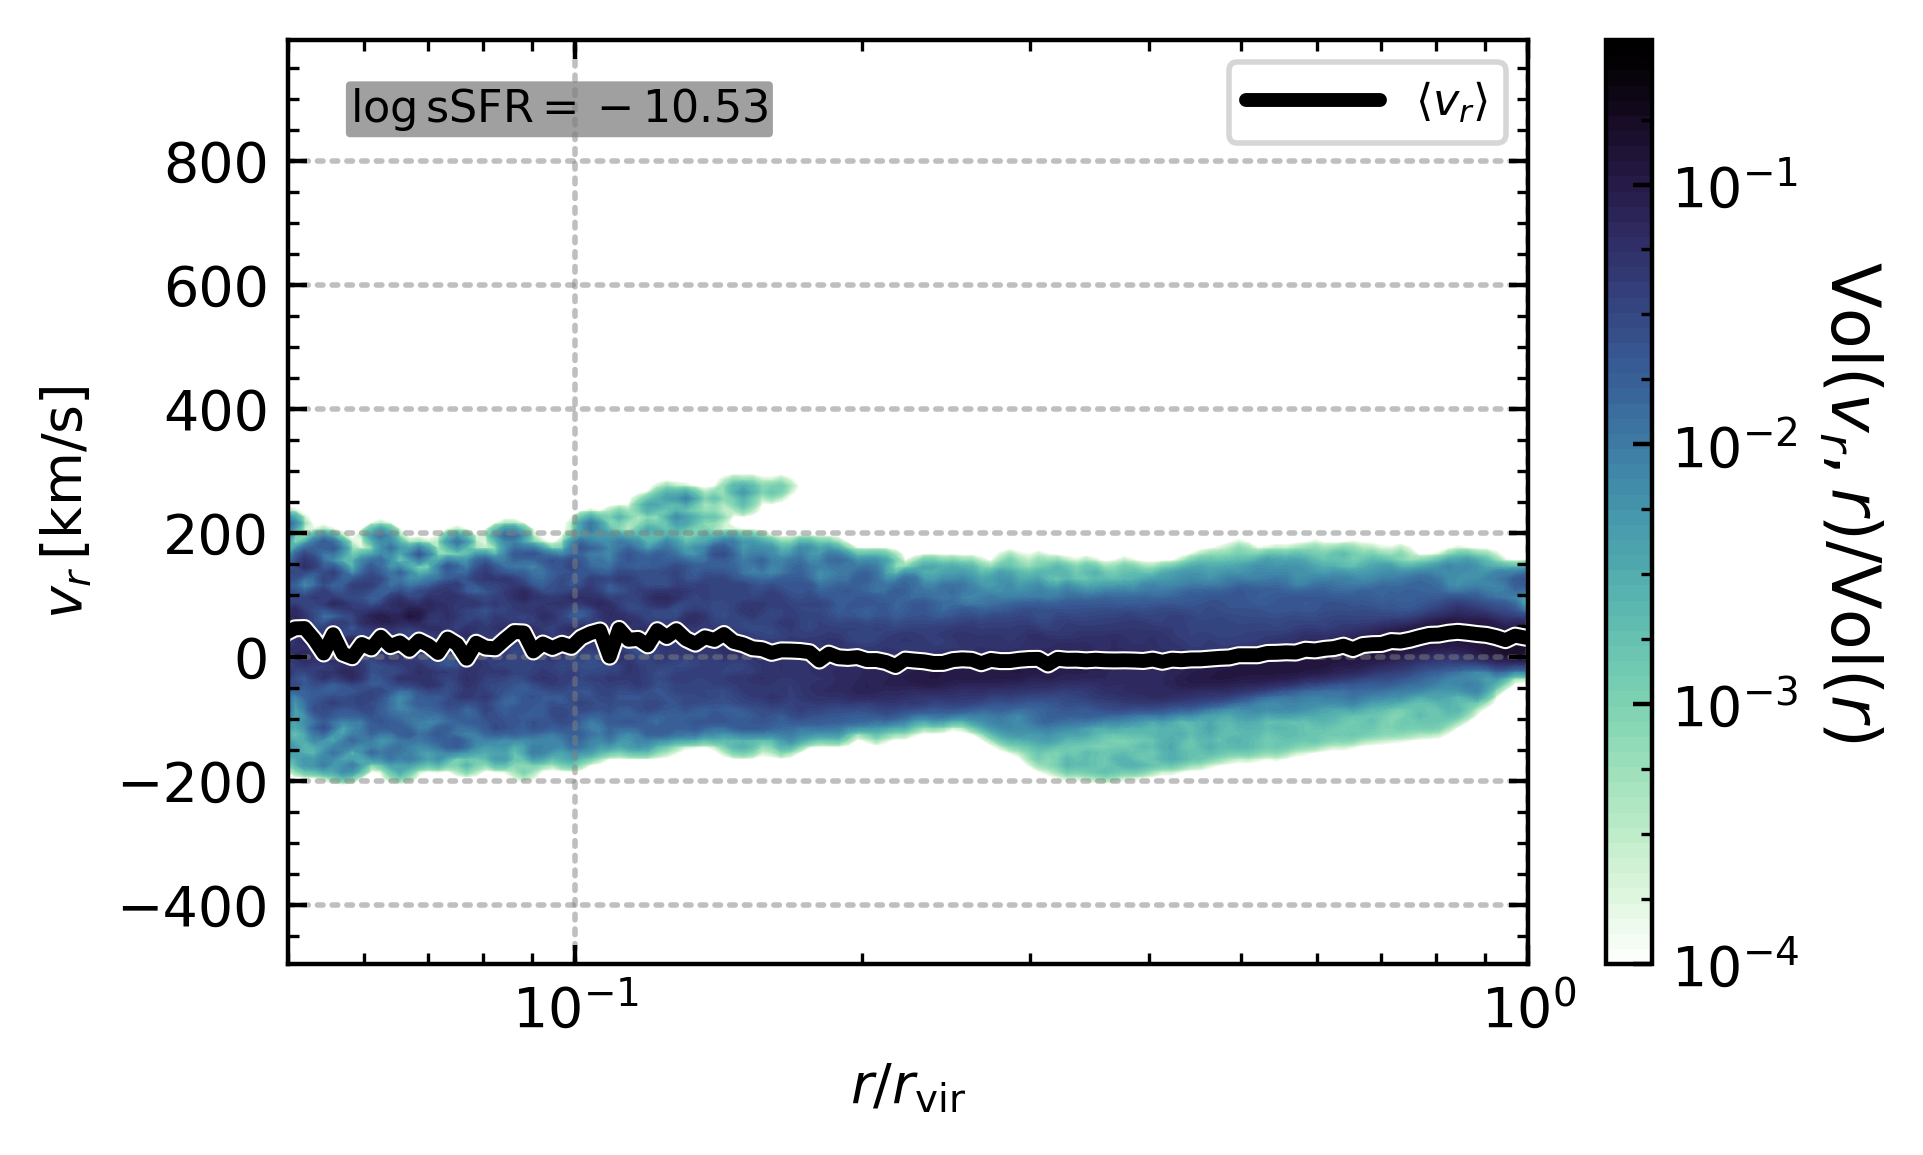 log sSFR = −10.53
⟨v_r⟩
800
600
400
200
0
−200
−400
v_r [km/s]
10^{−1}
10^0
r/r_vir
10^{−1}
10^{−2}
10^{−3}
10^{−4}
Vol(v_r, r)/Vol(r)